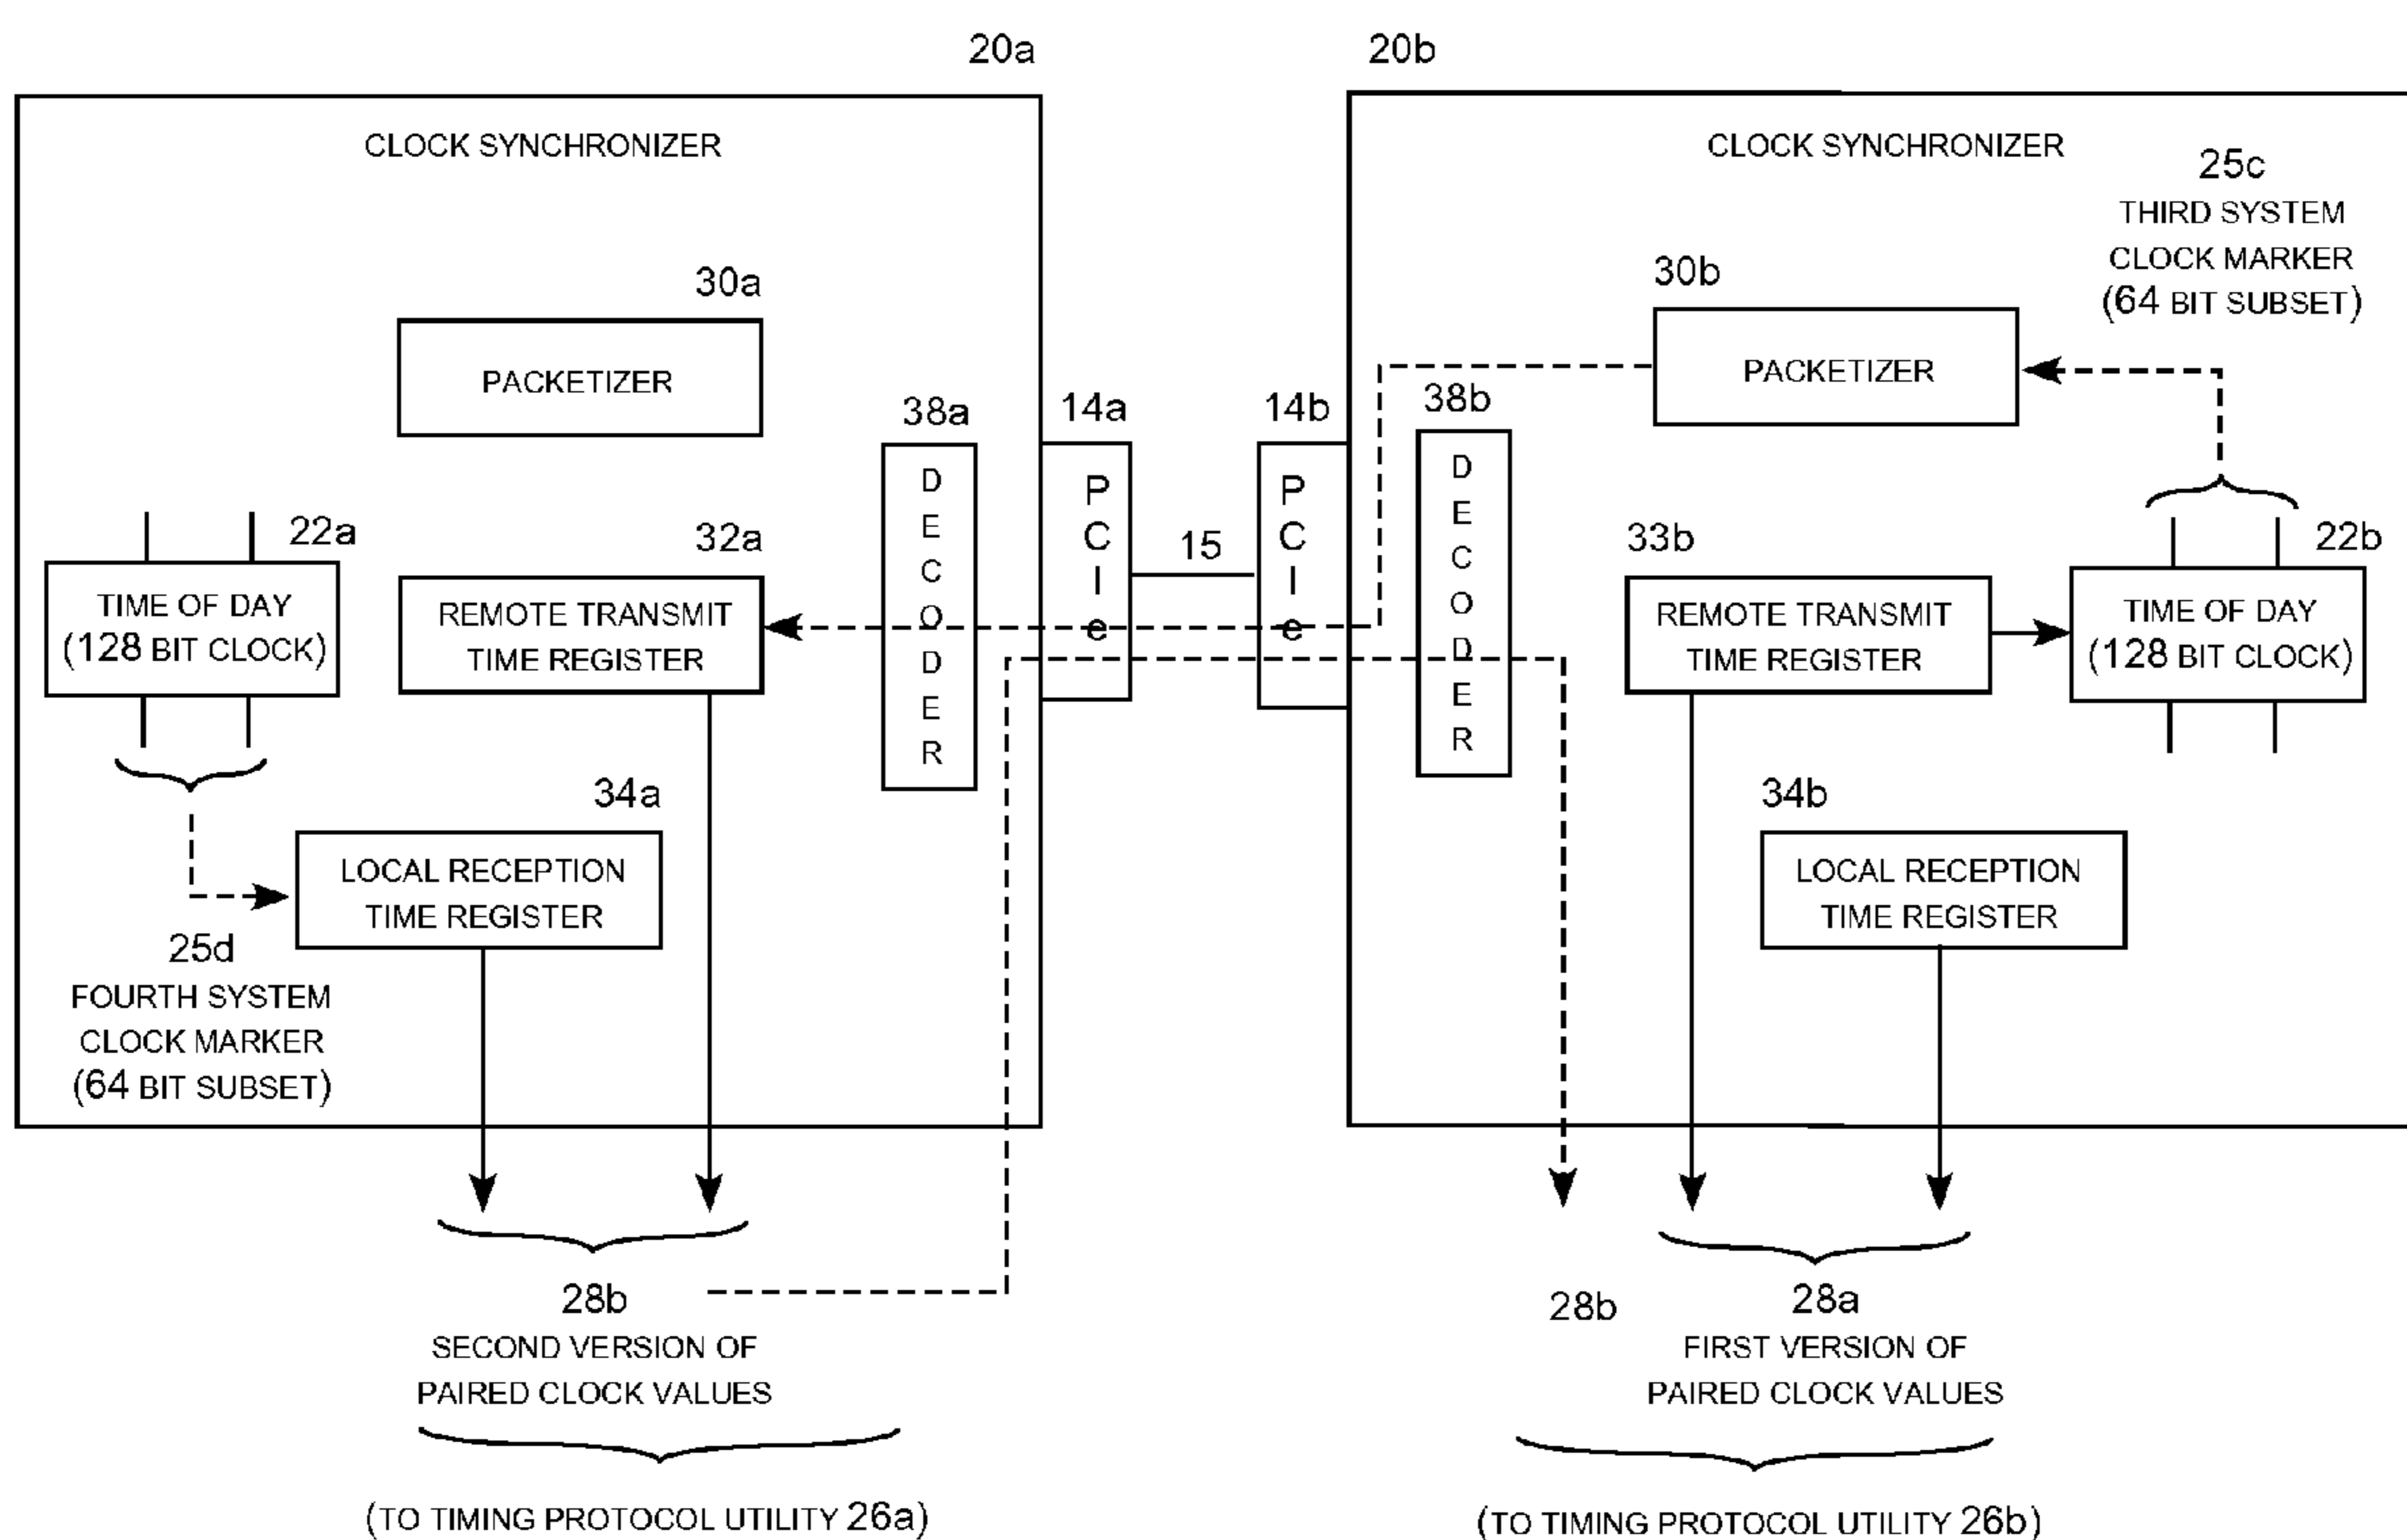 20a
20b
CLOCK SYNCHRONIZER
CLOCK SYNCHRONIZER
25c
THIRD SYSTEM
CLOCK MARKER
(64 BIT SUBSET)
30a
PACKETIZER
30b
PACKETIZER
38a
DECODER
14a
PCIe
15
14b
PCIe
38b
DECODER
22a
TIME OF DAY
(128 BIT CLOCK)
32a
REMOTE TRANSMIT
TIME REGISTER
33b
REMOTE TRANSMIT
TIME REGISTER
22b
TIME OF DAY
(128 BIT CLOCK)
34a
LOCAL RECEPTION
TIME REGISTER
34b
LOCAL RECEPTION
TIME REGISTER
25d
FOURTH SYSTEM
CLOCK MARKER
(64 BIT SUBSET)
28b
SECOND VERSION OF
PAIRED CLOCK VALUES
28b
28a
FIRST VERSION OF
PAIRED CLOCK VALUES
(TO TIMING PROTOCOL UTILITY 26a)
(TO TIMING PROTOCOL UTILITY 26b)